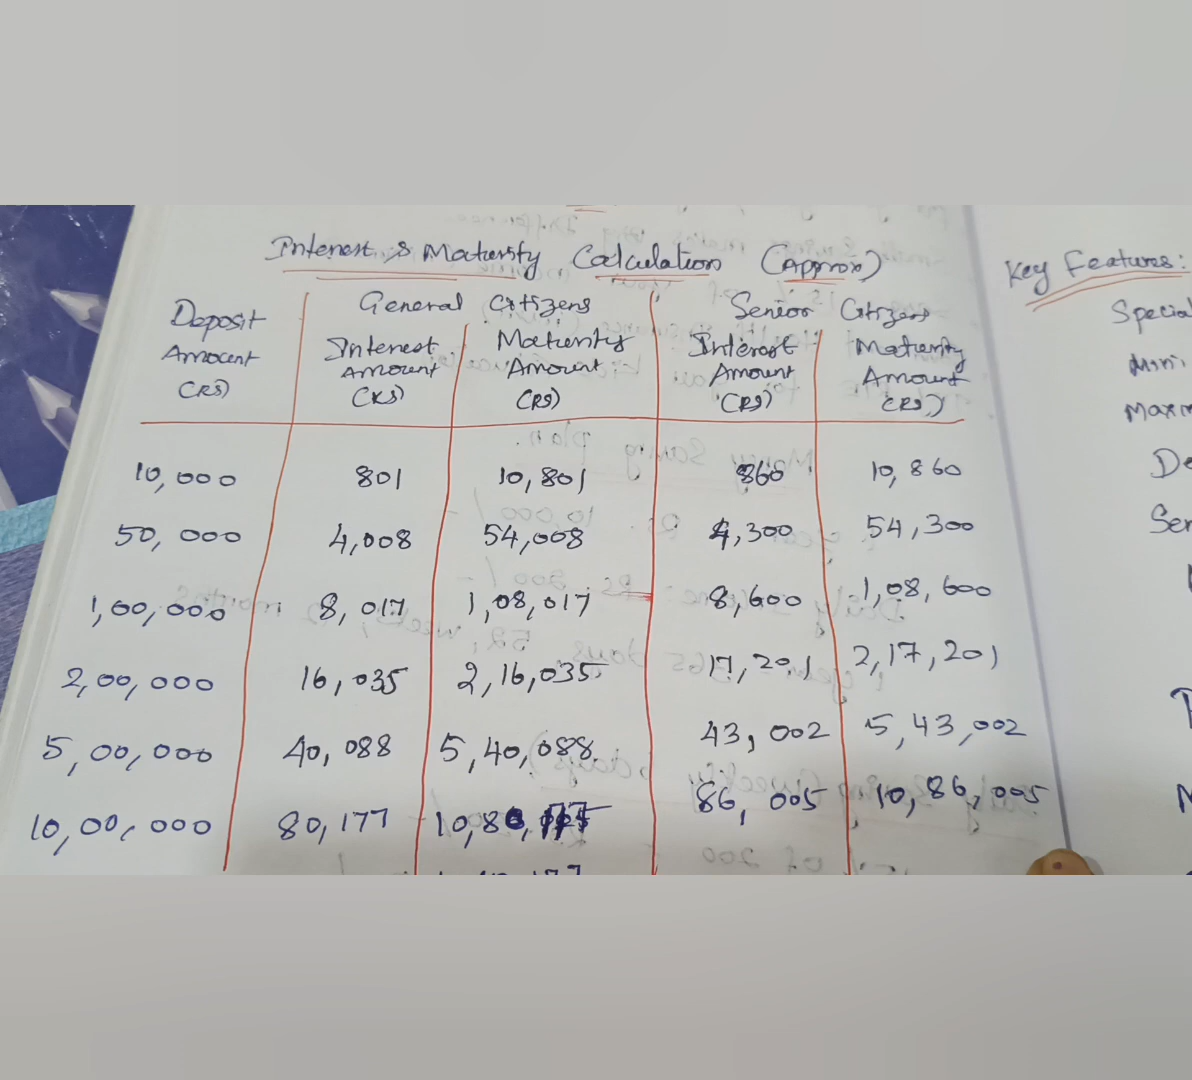 Interest & Maturity Calculation (Approx)
Deposit Amount (RS)
General Citizens
Senior Citizens
Interest Amount (RS)
Maturity Amount (RS)
Interest Amount (RS)
Maturity Amount (RS)
10,000 801 10,801 860 10,860
50,000 4,008 54,008 4,300 54,300
1,00,000 8,017 1,08,017 8,600 1,08,600
2,00,000 16,035 2,16,035 17,201 2,17,201
5,00,000 40,088 5,40,088 43,002 5,43,002
10,00,000 80,177 86,005 10,86,005
Key Features: